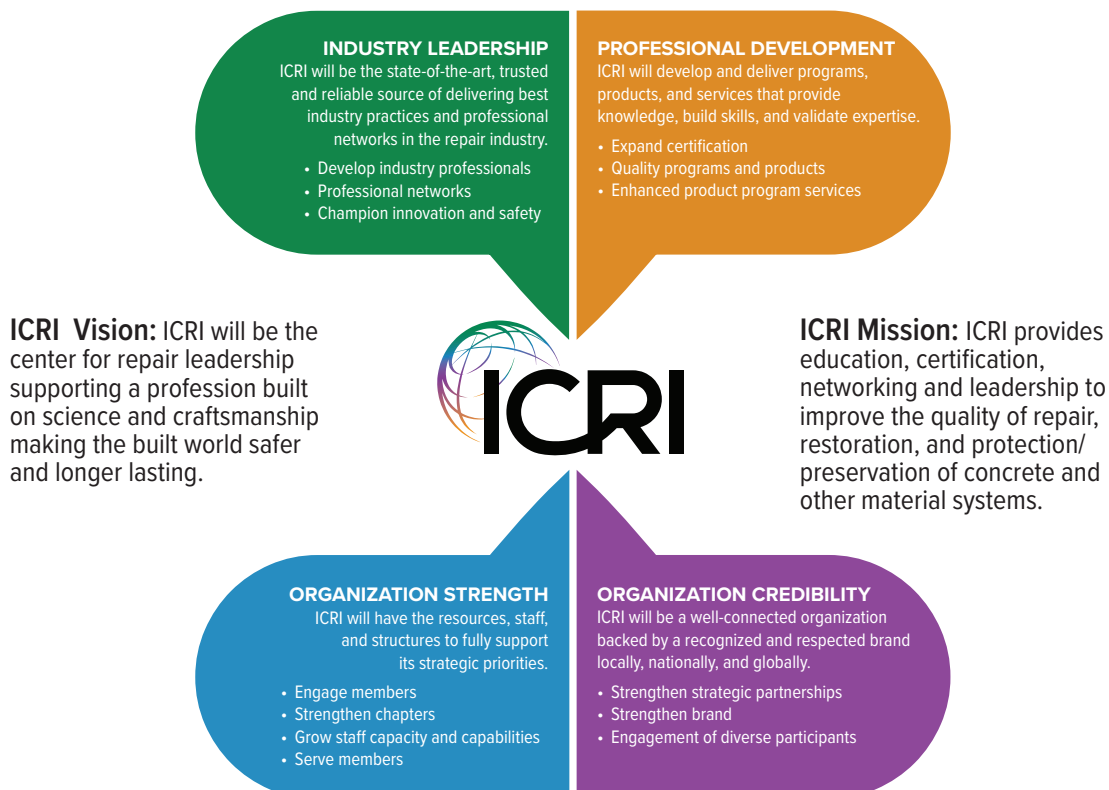 INDUSTRY LEADERSHIP
ICRI will be the state-of-the-art, trusted
and reliable source of delivering best
industry practices and professional
networks in the repair industry.
• Develop industry professionals
• Professional networks
• Champion innovation and safety
PROFESSIONAL DEVELOPMENT
ICRI will develop and deliver programs,
products, and services that provide
knowledge, build skills, and validate expertise.
• Expand certification
• Quality programs and products
• Enhanced product program services
ICRI Vision: ICRI will be the
center for repair leadership
supporting a profession built
on science and craftsmanship
making the built world safer
and longer lasting.
ICRI
ICRI Mission: ICRI provides
education, certification,
networking and leadership to
improve the quality of repair,
restoration, and protection/
preservation of concrete and
other material systems.
ORGANIZATION STRENGTH
ICRI will have the resources, staff,
and structures to fully support
its strategic priorities.
• Engage members
• Strengthen chapters
• Grow staff capacity and capabilities
• Serve members
ORGANIZATION CREDIBILITY
ICRI will be a well-connected organization
backed by a recognized and respected brand
locally, nationally, and globally.
• Strengthen strategic partnerships
• Strengthen brand
• Engagement of diverse participants